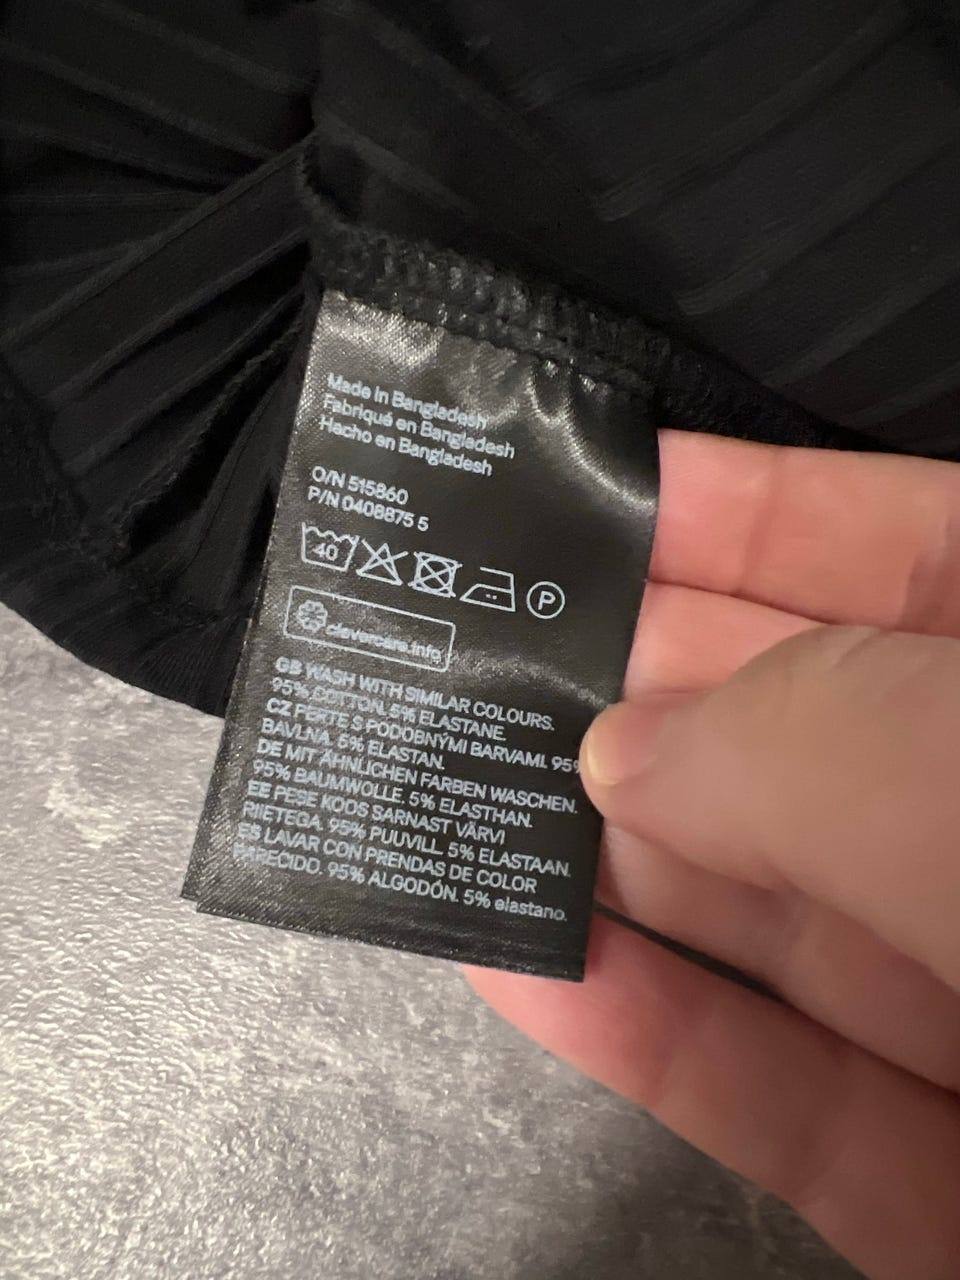 Made in Bangladesh
Fabriqué en Bangladesh
Hecho en Bangladesh
O/N 515860
P/N 0408875 5
40
P
clevercare.info
GB WASH WITH SIMILAR COLOURS.
95% COTTON, 5% ELASTANE
CZ PERTE S PODOBNÝMI BARVAMI. 95%
BAVLNA, 5% ELASTAN.
DE MIT ÄHNLICHEN FARBEN WASCHEN.
95% BAUMWOLLE, 5% ELASTHAN.
EE PESE KOOS SARNAST VÄRVI
RIIETEGA. 95% PUUVILL, 5% ELASTAAN.
ES LAVAR CON PRENDAS DE COLOR
PARECIDO. 95% ALGODÓN, 5% elastano.